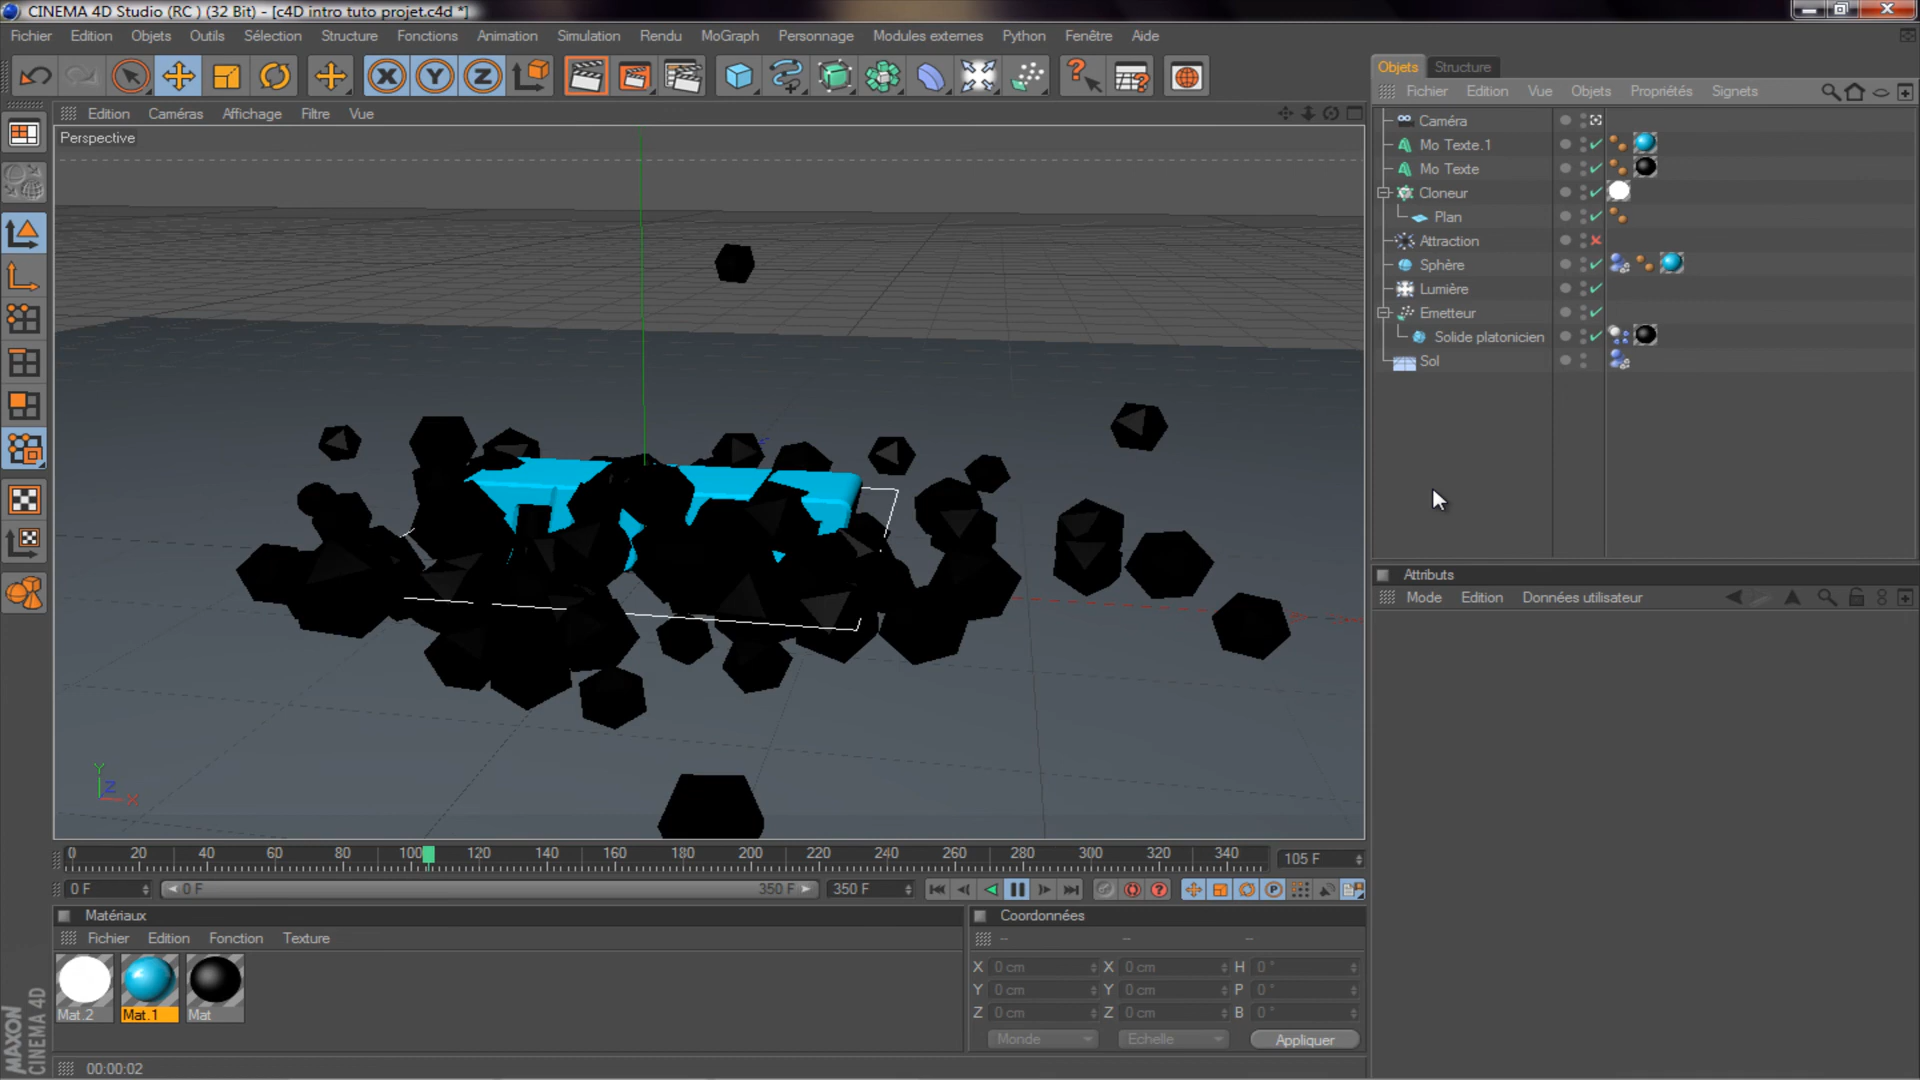 CINEMA 4D Studio (RC ) (32 Bit) - [c4D intro tuto projet.c4d *]
Fichier Edition Objets Outils Sélection Structure Fonctions Animation Simulation Rendu MoGraph Personnage Modules externes Python Fenêtre Aide
X Y Z
Edition Caméras Affichage Filtre Vue
Perspective
Y
Z
X
0 20 40 60 80 100 120 140 160 180 200 220 240 260 280 300 320 340
105 F
0 F 0 F 350 F 350 F
Matériaux
Fichier Edition Fonction Texture
Mat.2 Mat.1 Mat
Coordonnées
-- -- --
X 0 cm X 0 cm H 0 °
Y 0 cm Y 0 cm P 0 °
Z 0 cm Z 0 cm B 0 °
Monde Echelle Appliquer
00:00:02
MAXON
CINEMA 4D
Objets Structure
Fichier Edition Vue Objets Propriétés Signets
Caméra
Mo Texte.1
Mo Texte
Cloneur
Plan
Attraction
Sphère
Lumière
Emetteur
Solide platonicien
Sol
Attributs
Mode Edition Données utilisateur